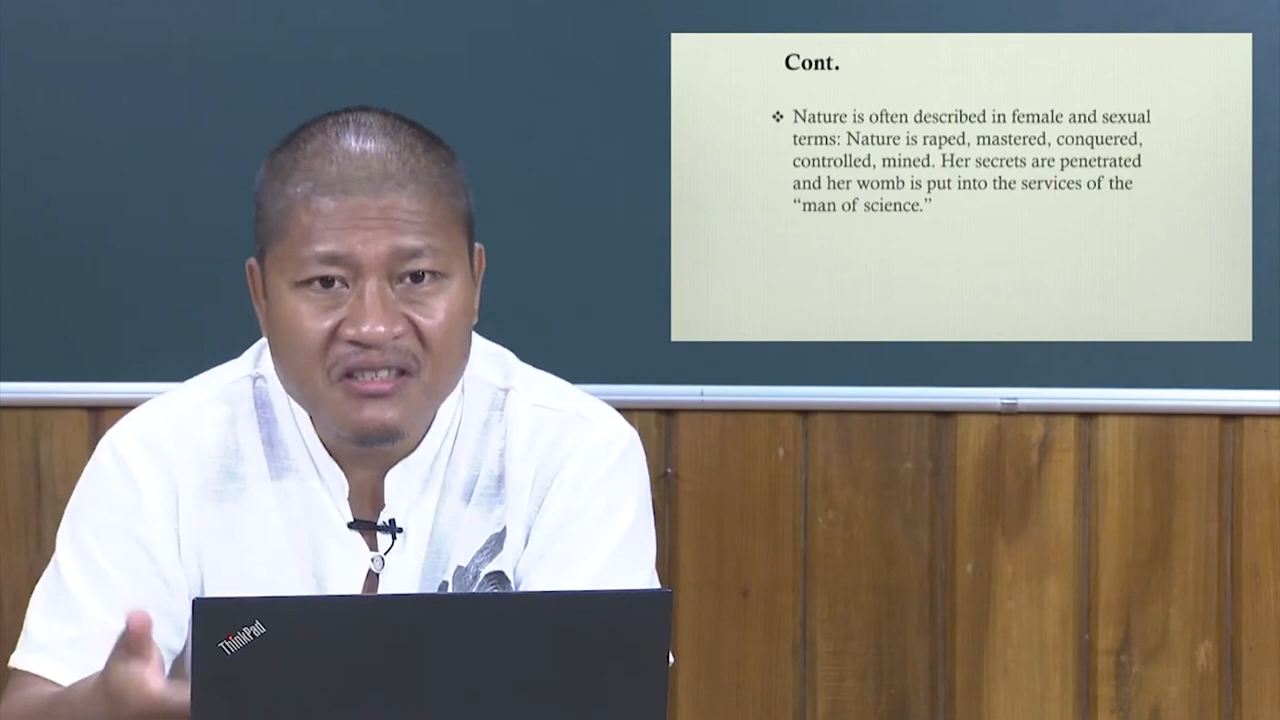 Cont.
❖ Nature is often described in female and sexual
terms: Nature is raped, mastered, conquered,
controlled, mined. Her secrets are penetrated
and her womb is put into the services of the
“man of science.”
ThinkPad